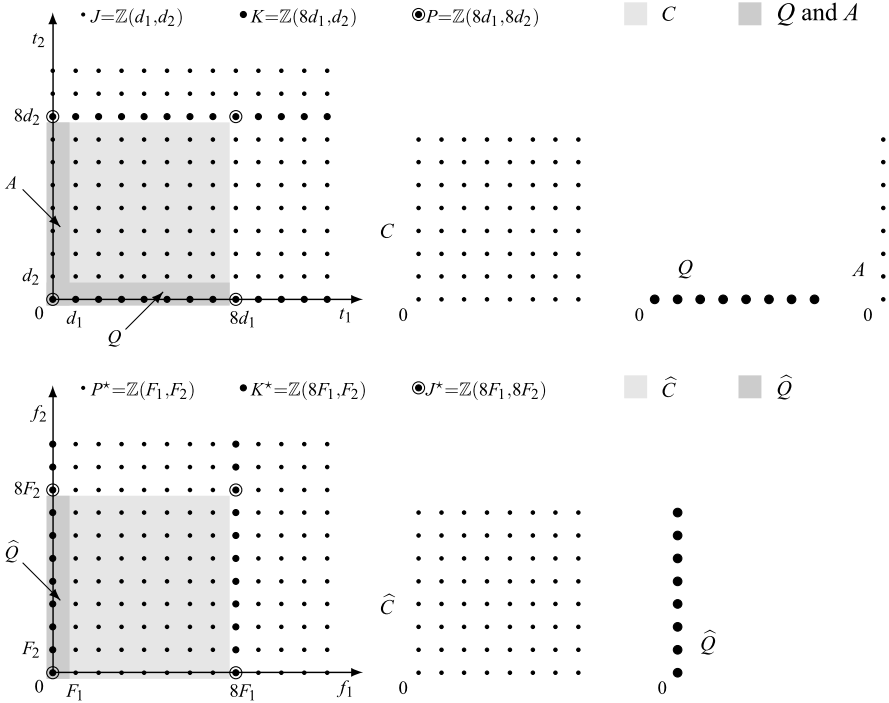 J=ℤ(d₁,d₂) K=ℤ(8d₁,d₂) P=ℤ(8d₁,8d₂) C Q and A
t₂
8d₂
A
C
Q A
d₂
0 d₁ 8d₁ t₁ 0 0 0
Q
P⋆=ℤ(F₁,F₂) K⋆=ℤ(8F₁,F₂) J⋆=ℤ(8F₁,8F₂) Ĉ Q̂
f₂
8F₂
Q̂
Ĉ
F₂ Q̂
0 F₁ 8F₁ f₁ 0 0